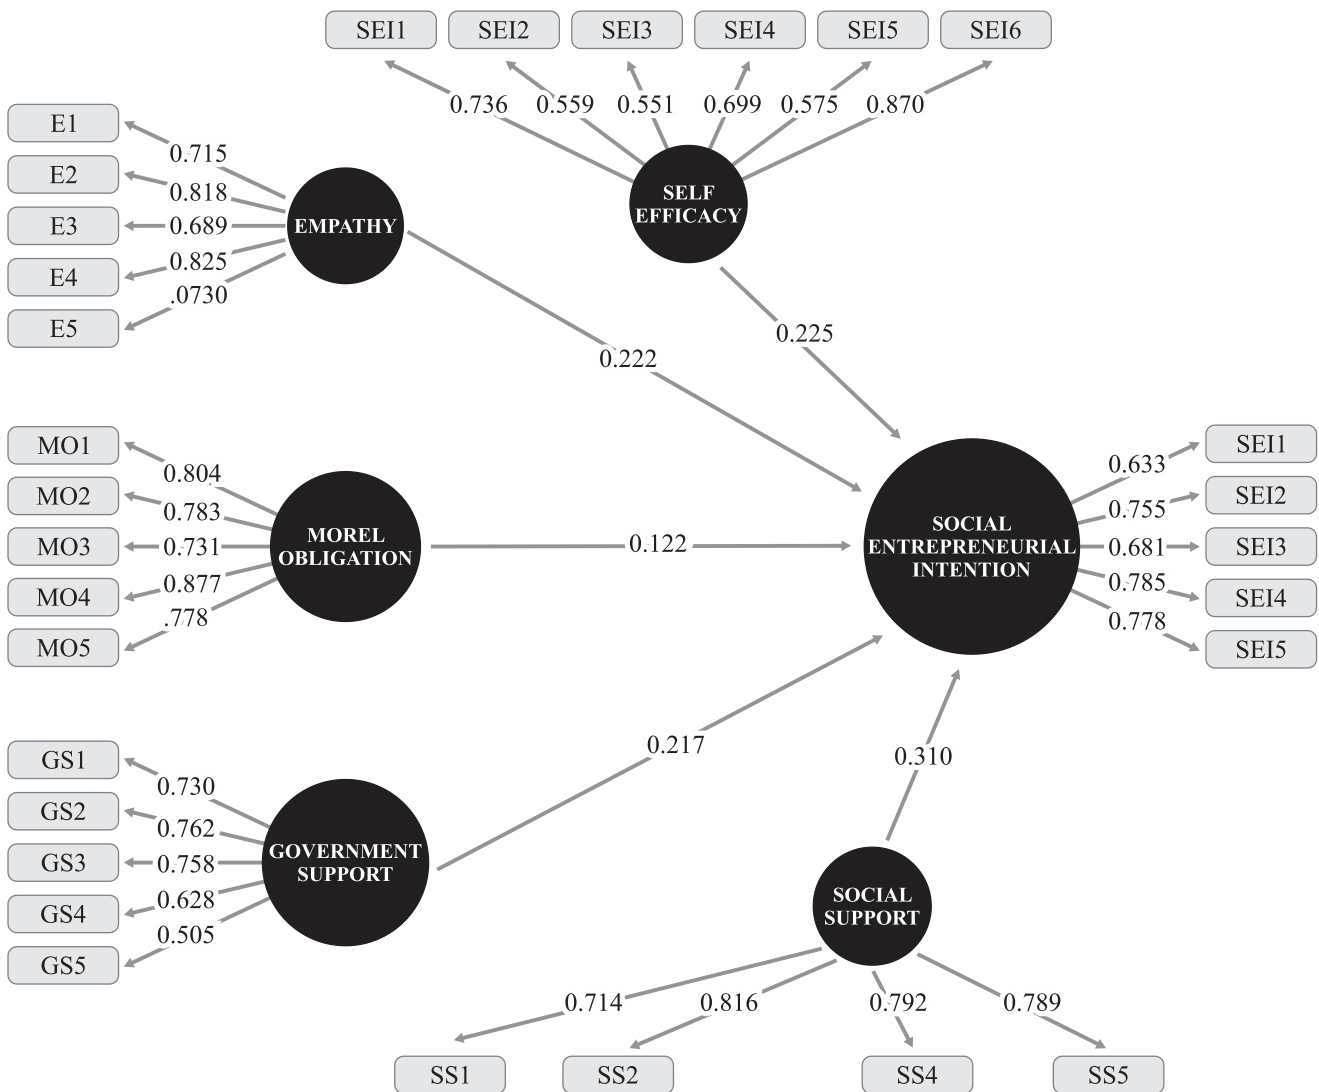 SEI1 SEI2 SEI3 SEI4 SEI5 SEI6
0.736 0.559 0.551 0.699 0.575 0.870
SELF
EFFICACY
E1
E2
E3
E4
E5
0.715
0.818
0.689
0.825
.0730
EMPATHY
0.222
0.225
MO1
MO2
MO3
MO4
MO5
0.804
0.783
0.731
0.877
.778
MOREL
OBLIGATION
0.122
SOCIAL
ENTREPRENEURIAL
INTENTION
0.633
0.755
0.681
0.785
0.778
SEI1
SEI2
SEI3
SEI4
SEI5
GS1
GS2
GS3
GS4
GS5
0.730
0.762
0.758
0.628
0.505
GOVERNMENT
SUPPORT
0.217
0.310
SOCIAL
SUPPORT
0.714 0.816 0.792 0.789
SS1 SS2 SS4 SS5